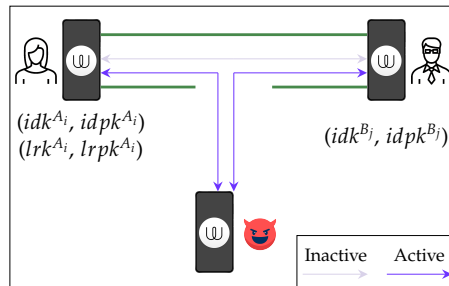 (idk^{A_i}, idpk^{A_i})
(lrk^{A_i}, lrpk^{A_i})
(idk^{B_j}, idpk^{B_j})
Inactive Active